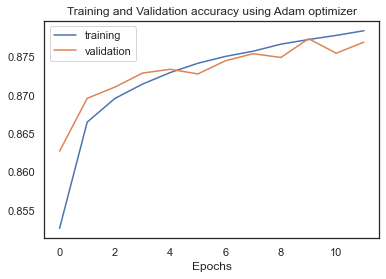 Training and Validation accuracy using Adam optimizer
training
validation
0.875
0.870
0.865
0.860
0.855
0 2 4 6 8 10
Epochs